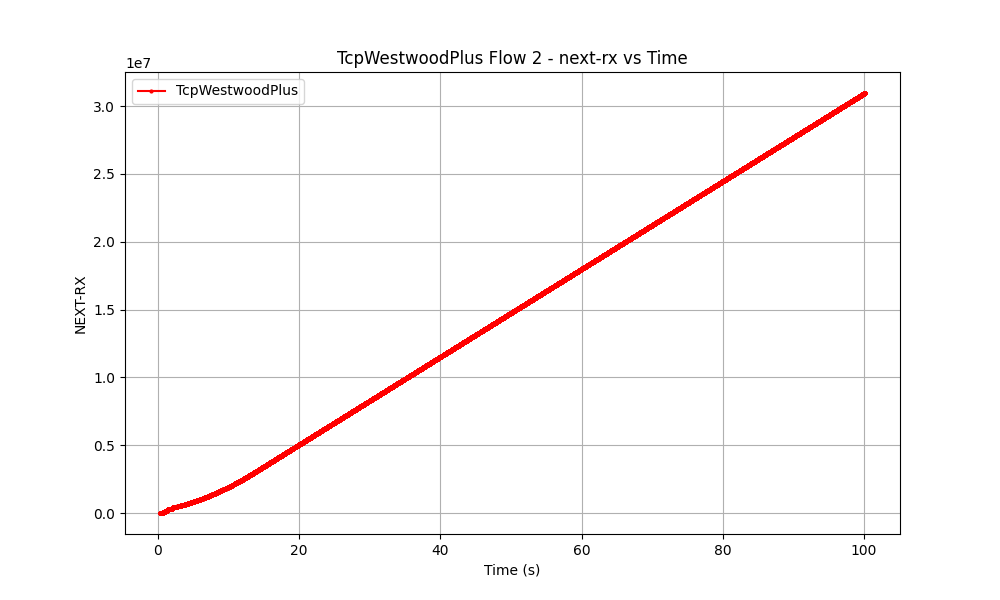 TcpWestwoodPlus Flow 2 - next-rx vs Time
1e7
TcpWestwoodPlus
3.0
2.5
2.0
1.5
1.0
0.5
0.0
NEXT-RX
0 20 40 60 80 100
Time (s)